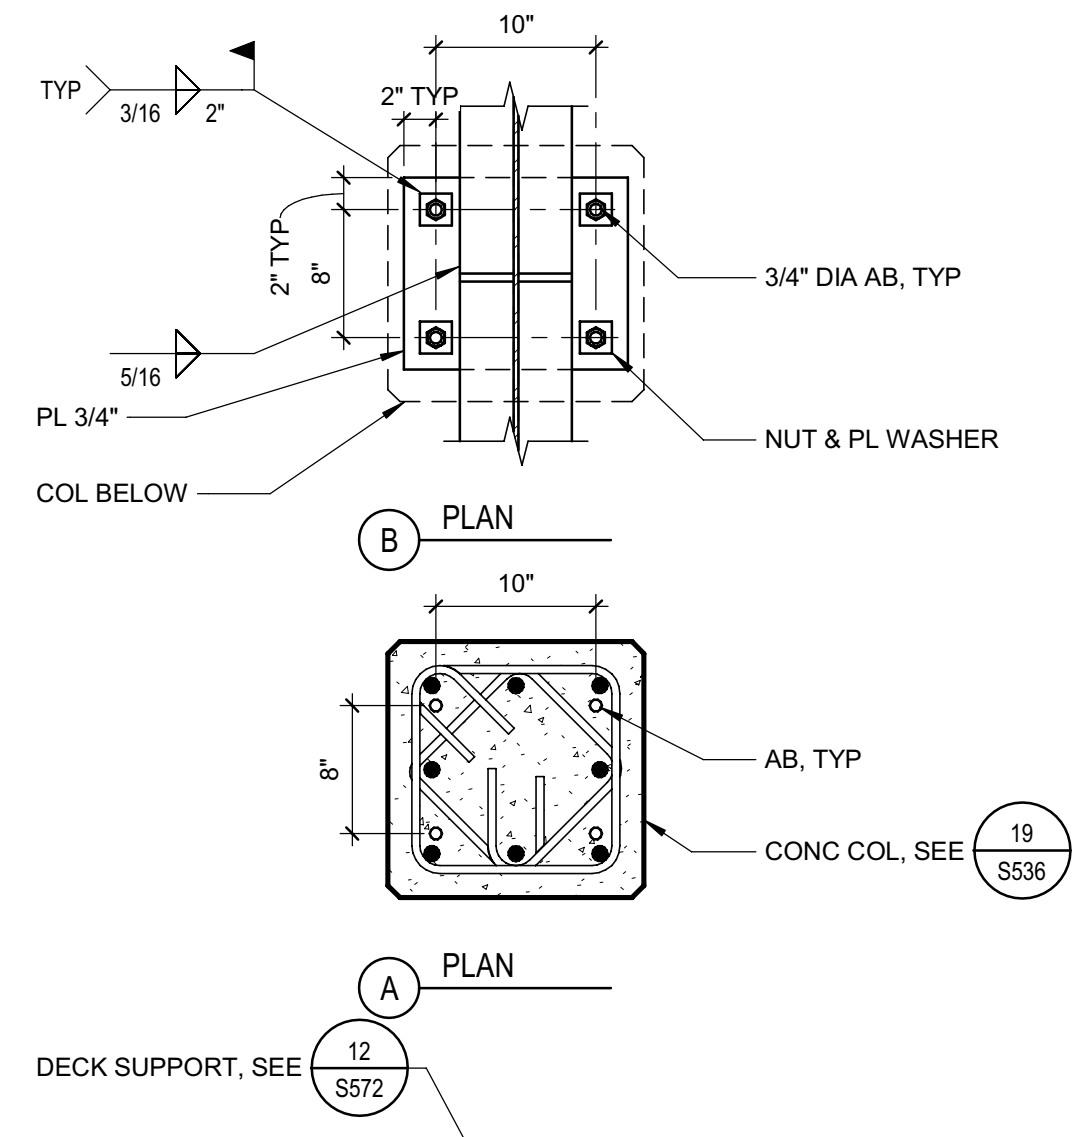 10"
TYP
3/16
2"
2" TYP
2" TYP
8"
3/4" DIA AB, TYP
5/16
PL 3/4"
NUT & PL WASHER
COL BELOW
B
PLAN
10"
8"
AB, TYP
CONC COL, SEE
19
S536
A
PLAN
DECK SUPPORT, SEE
12
S572